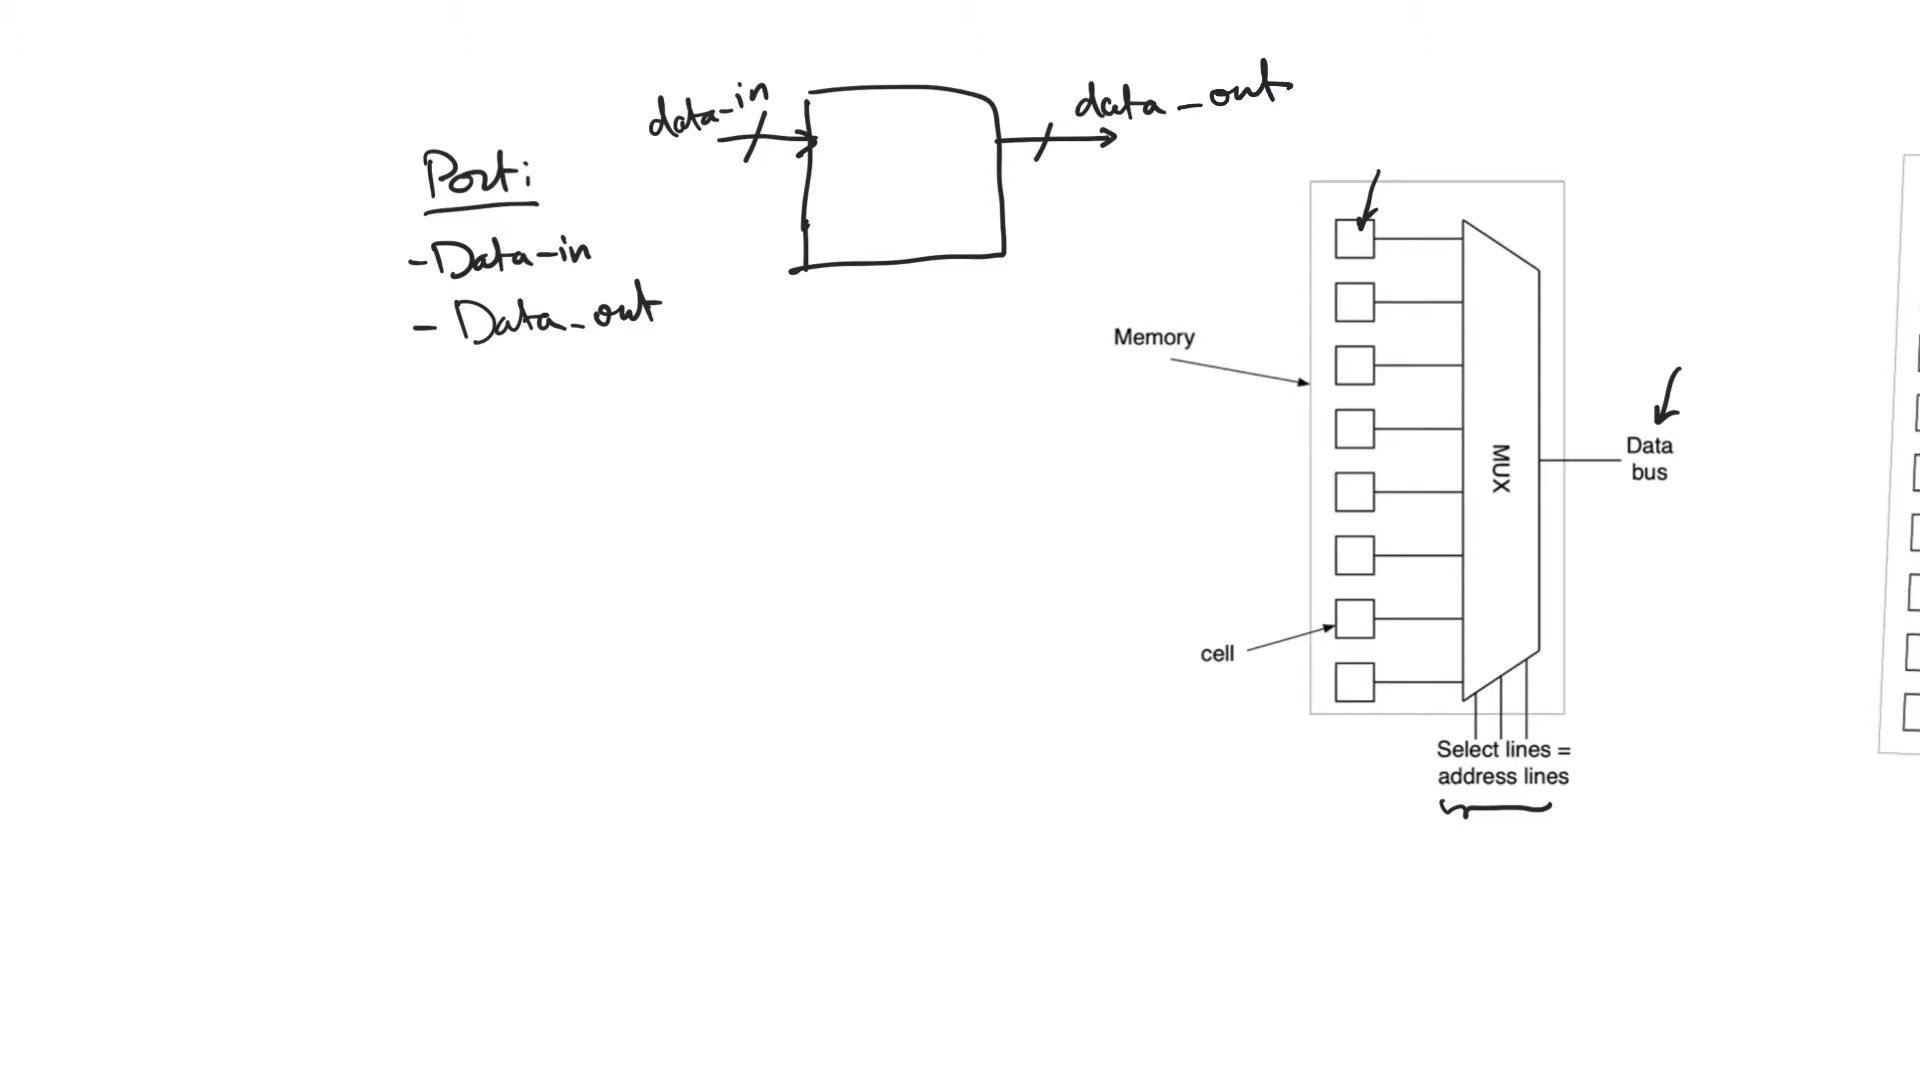 data-in
data_out
Port:
-Data-in
- Data_out
Memory
MUX
Data
bus
cell
Select lines =
address lines